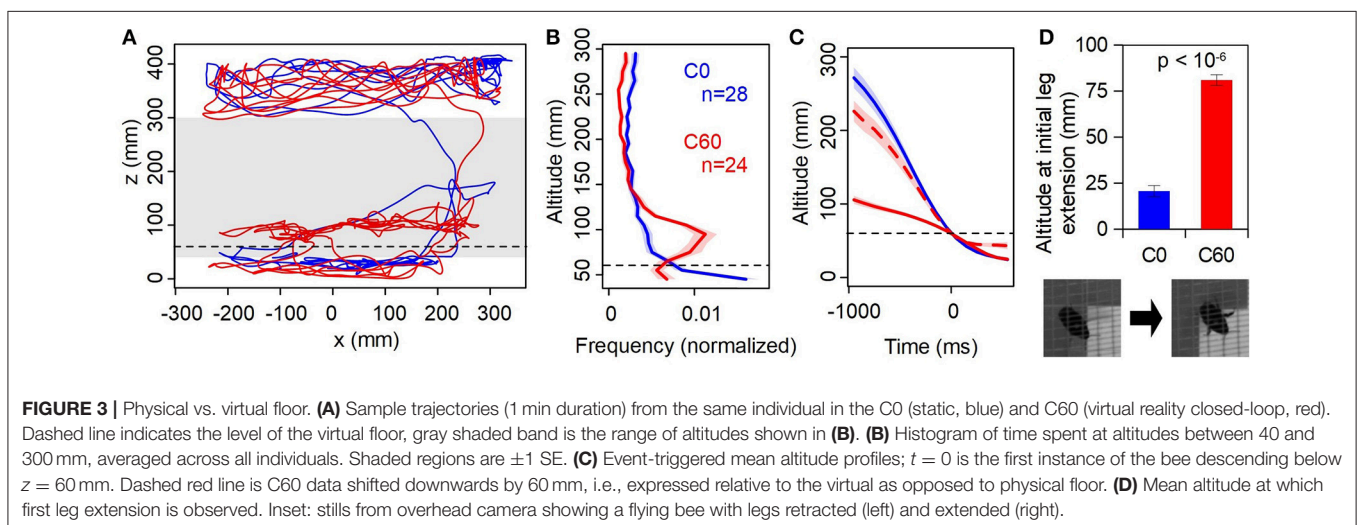 A
z (mm)
400
300
200
100
0
-300 -200 -100 0 100 200 300
x (mm)
B
Altitude (mm)
300
250
200
150
100
50
C0
n=28
C60
n=24
0 0.01
Frequency (normalized)
C
Altitude (mm)
300
200
100
0
-1000 0
Time (ms)
D
Altitude at initial leg
extension (mm)
100
75
50
25
0
p < 10-6
C0 C60
FIGURE 3 | Physical vs. virtual floor. (A) Sample trajectories (1 min duration) from the same individual in the C0 (static, blue) and C60 (virtual reality closed-loop, red).
Dashed line indicates the level of the virtual floor, gray shaded band is the range of altitudes shown in (B). (B) Histogram of time spent at altitudes between 40 and
300 mm, averaged across all individuals. Shaded regions are ±1 SE. (C) Event-triggered mean altitude profiles; t = 0 is the first instance of the bee descending below
z = 60 mm. Dashed red line is C60 data shifted downwards by 60 mm, i.e., expressed relative to the virtual as opposed to physical floor. (D) Mean altitude at which
first leg extension is observed. Inset: stills from overhead camera showing a flying bee with legs retracted (left) and extended (right).